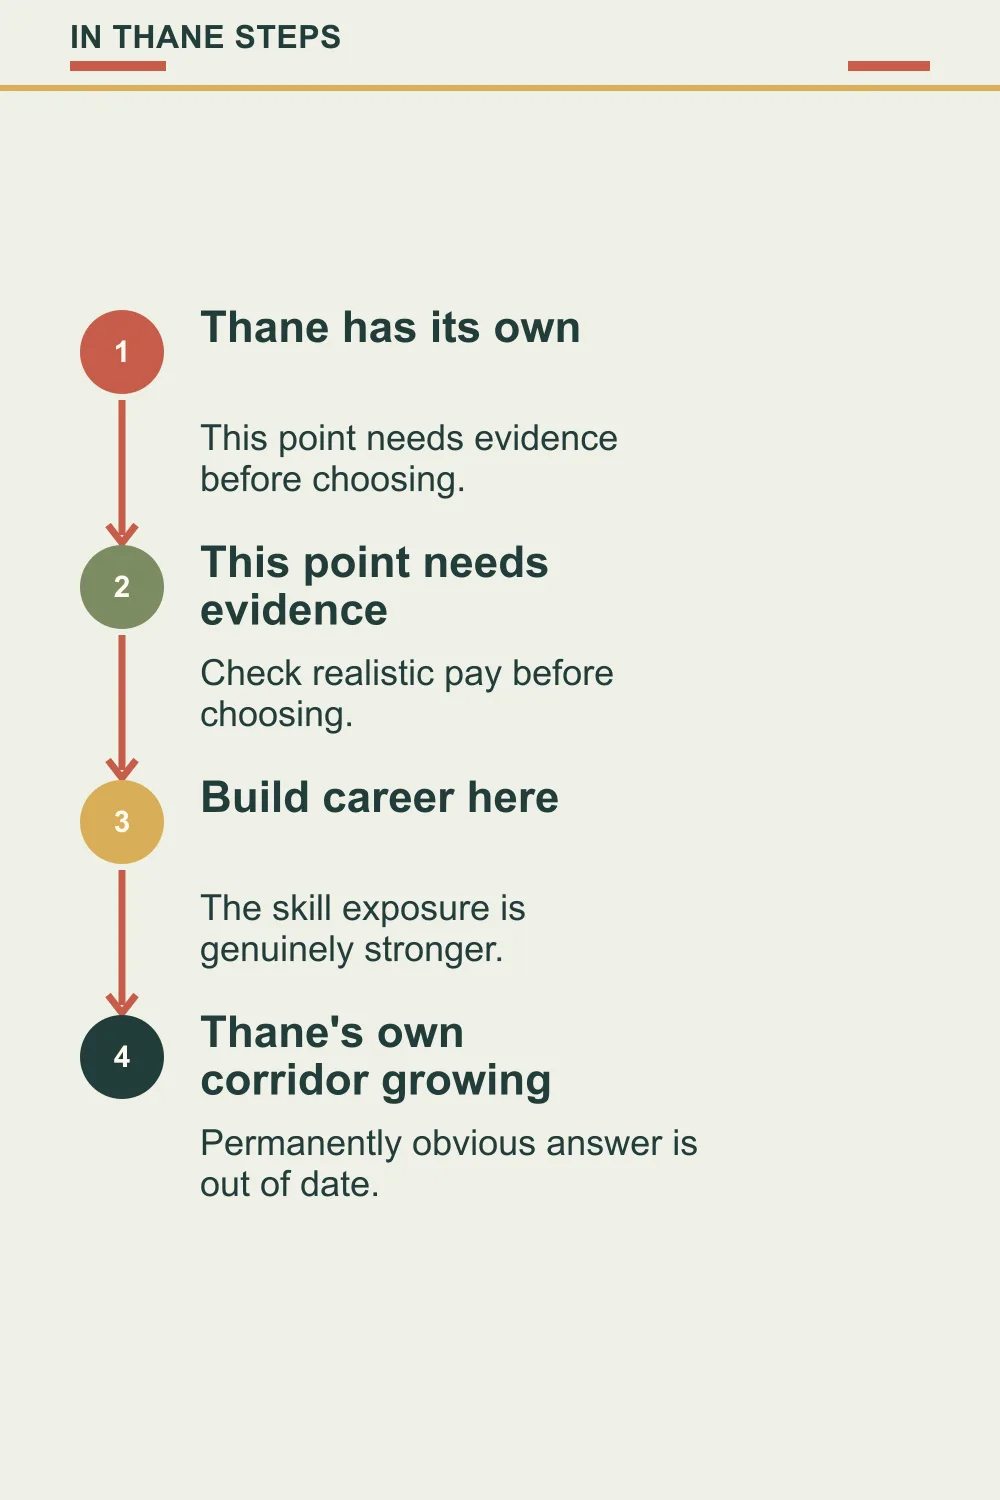 IN THANE STEPS
1
Thane has its own
This point needs evidence
before choosing.
2
This point needs
evidence
Check realistic pay before
choosing.
3
Build career here
The skill exposure is
genuinely stronger.
4
Thane's own
corridor growing
Permanently obvious answer is
out of date.